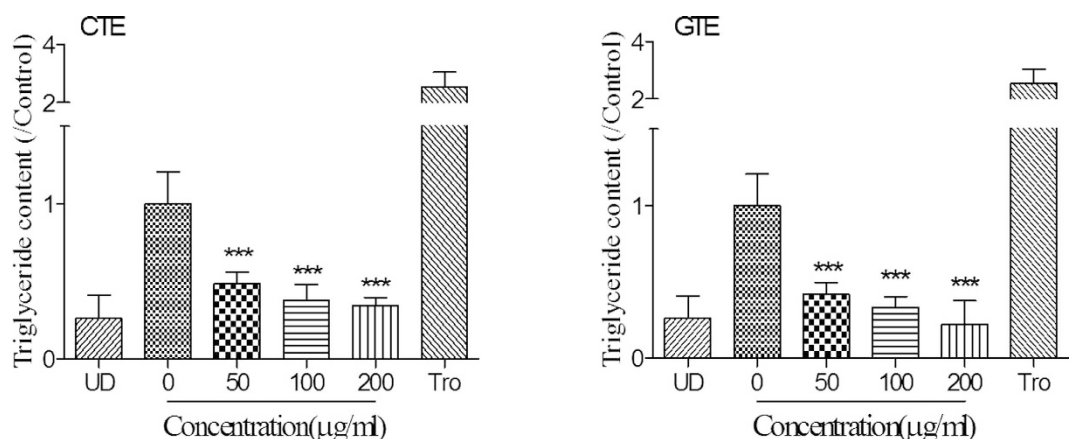 CTE
Triglyceride content (/Control)
4
2
1
0
***
***
***
UD
0
50
100
200
Tro
Concentration(μg/ml)
GTE
Triglyceride content (/Control)
4
2
1
0
***
***
***
UD
0
50
100
200
Tro
Concentration(μg/ml)